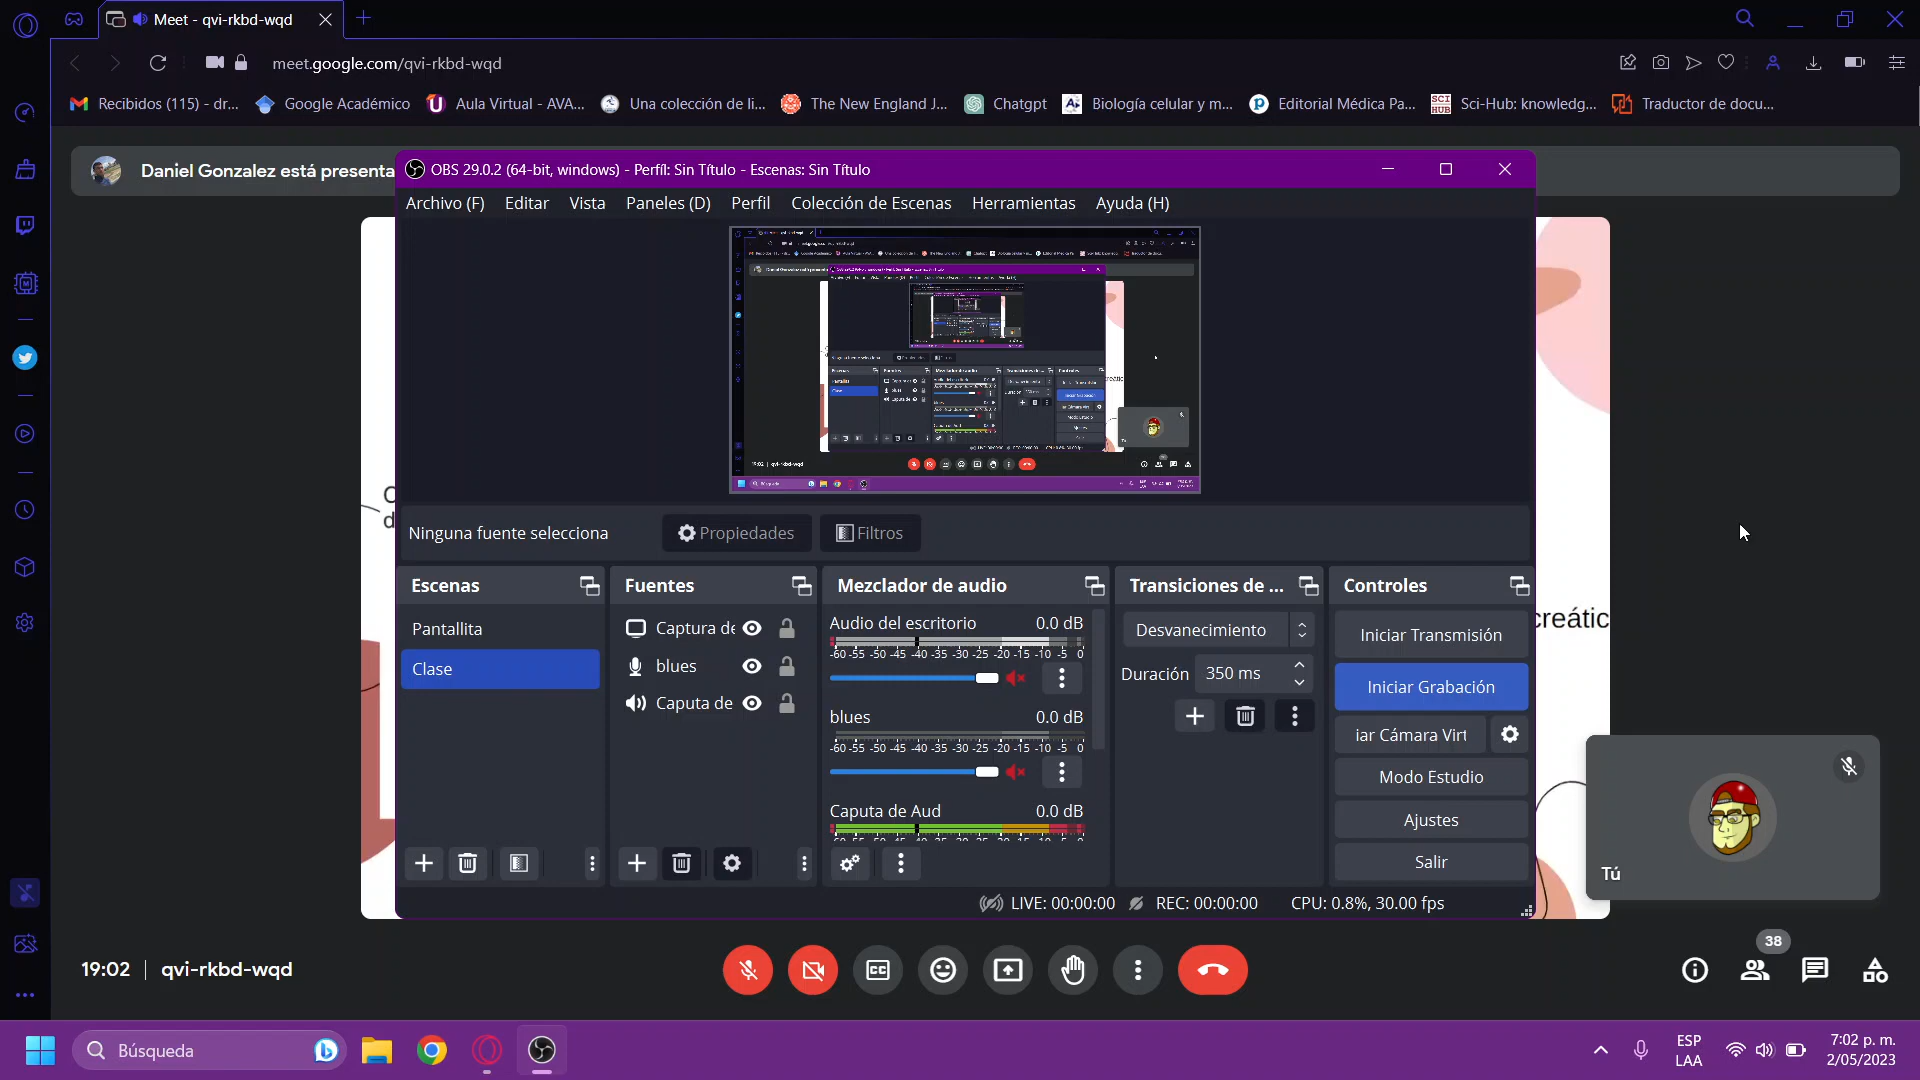 Meet - qvi-rkbd-wqd
meet.google.com/qvi-rkbd-wqd
Recibidos (115) - dr...
Google Académico
Aula Virtual - AVA...
Una colección de li...
The New England J...
Chatgpt
Biología celular y m...
Editorial Médica Pa...
SCI HUB
Sci-Hub: knowledg...
Traductor de docu...
Daniel Gonzalez está presenta
OBS 29.0.2 (64-bit, windows) - Perfíl: Sin Título - Escenas: Sin Título
Archivo (F) Editar Vista Paneles (D) Perfil Colección de Escenas Herramientas Ayuda (H)
Ninguna fuente selecciona
Propiedades
Filtros
Escenas
Pantallita
Clase
Fuentes
Captura de
blues
Caputa de
Mezclador de audio
Audio del escritorio 0.0 dB
-60 -55 -50 -45 -40 -35 -30 -25 -20 -15 -10 -5 0
blues 0.0 dB
-60 -55 -50 -45 -40 -35 -30 -25 -20 -15 -10 -5 0
Caputa de Aud 0.0 dB
Transiciones de ...
Desvanecimiento
Duración 350 ms
Controles
Iniciar Transmisión
Iniciar Grabación
iar Cámara Virt
Modo Estudio
Ajustes
Salir
LIVE: 00:00:00 REC: 00:00:00 CPU: 0.8%, 30.00 fps
creátic
Tú
19:02 | qvi-rkbd-wqd
38
Búsqueda
ESP
LAA
7:02 p. m.
2/05/2023